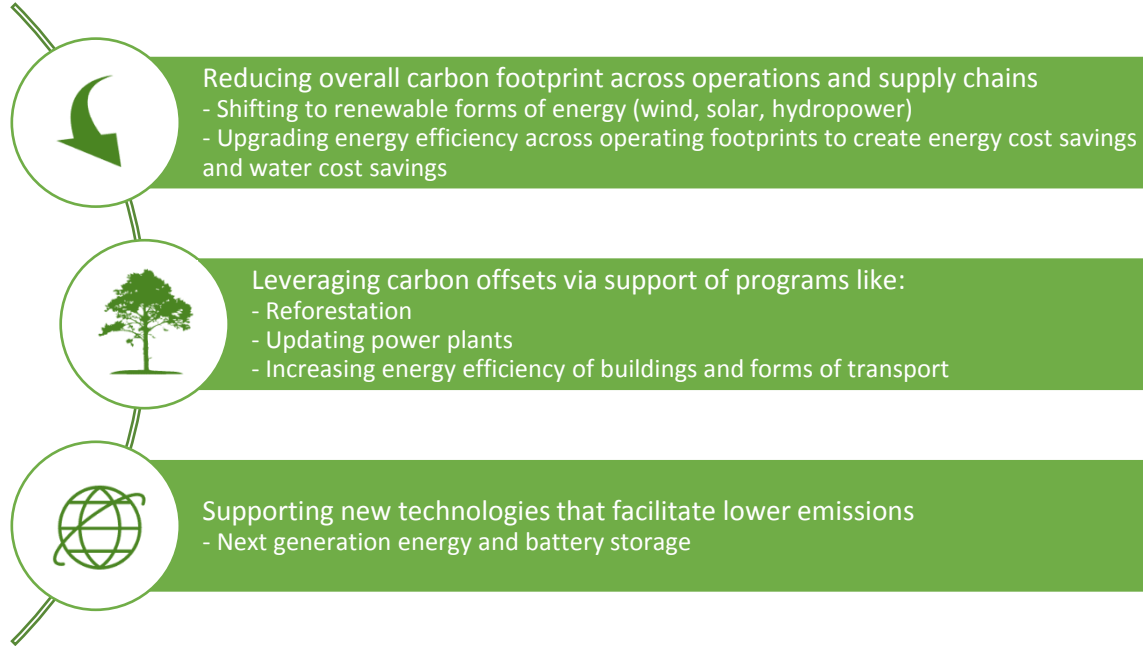 Reducing overall carbon footprint across operations and supply chains
- Shifting to renewable forms of energy (wind, solar, hydropower)
- Upgrading energy efficiency across operating footprints to create energy cost savings
and water cost savings
Leveraging carbon offsets via support of programs like:
- Reforestation
- Updating power plants
- Increasing energy efficiency of buildings and forms of transport
Supporting new technologies that facilitate lower emissions
- Next generation energy and battery storage